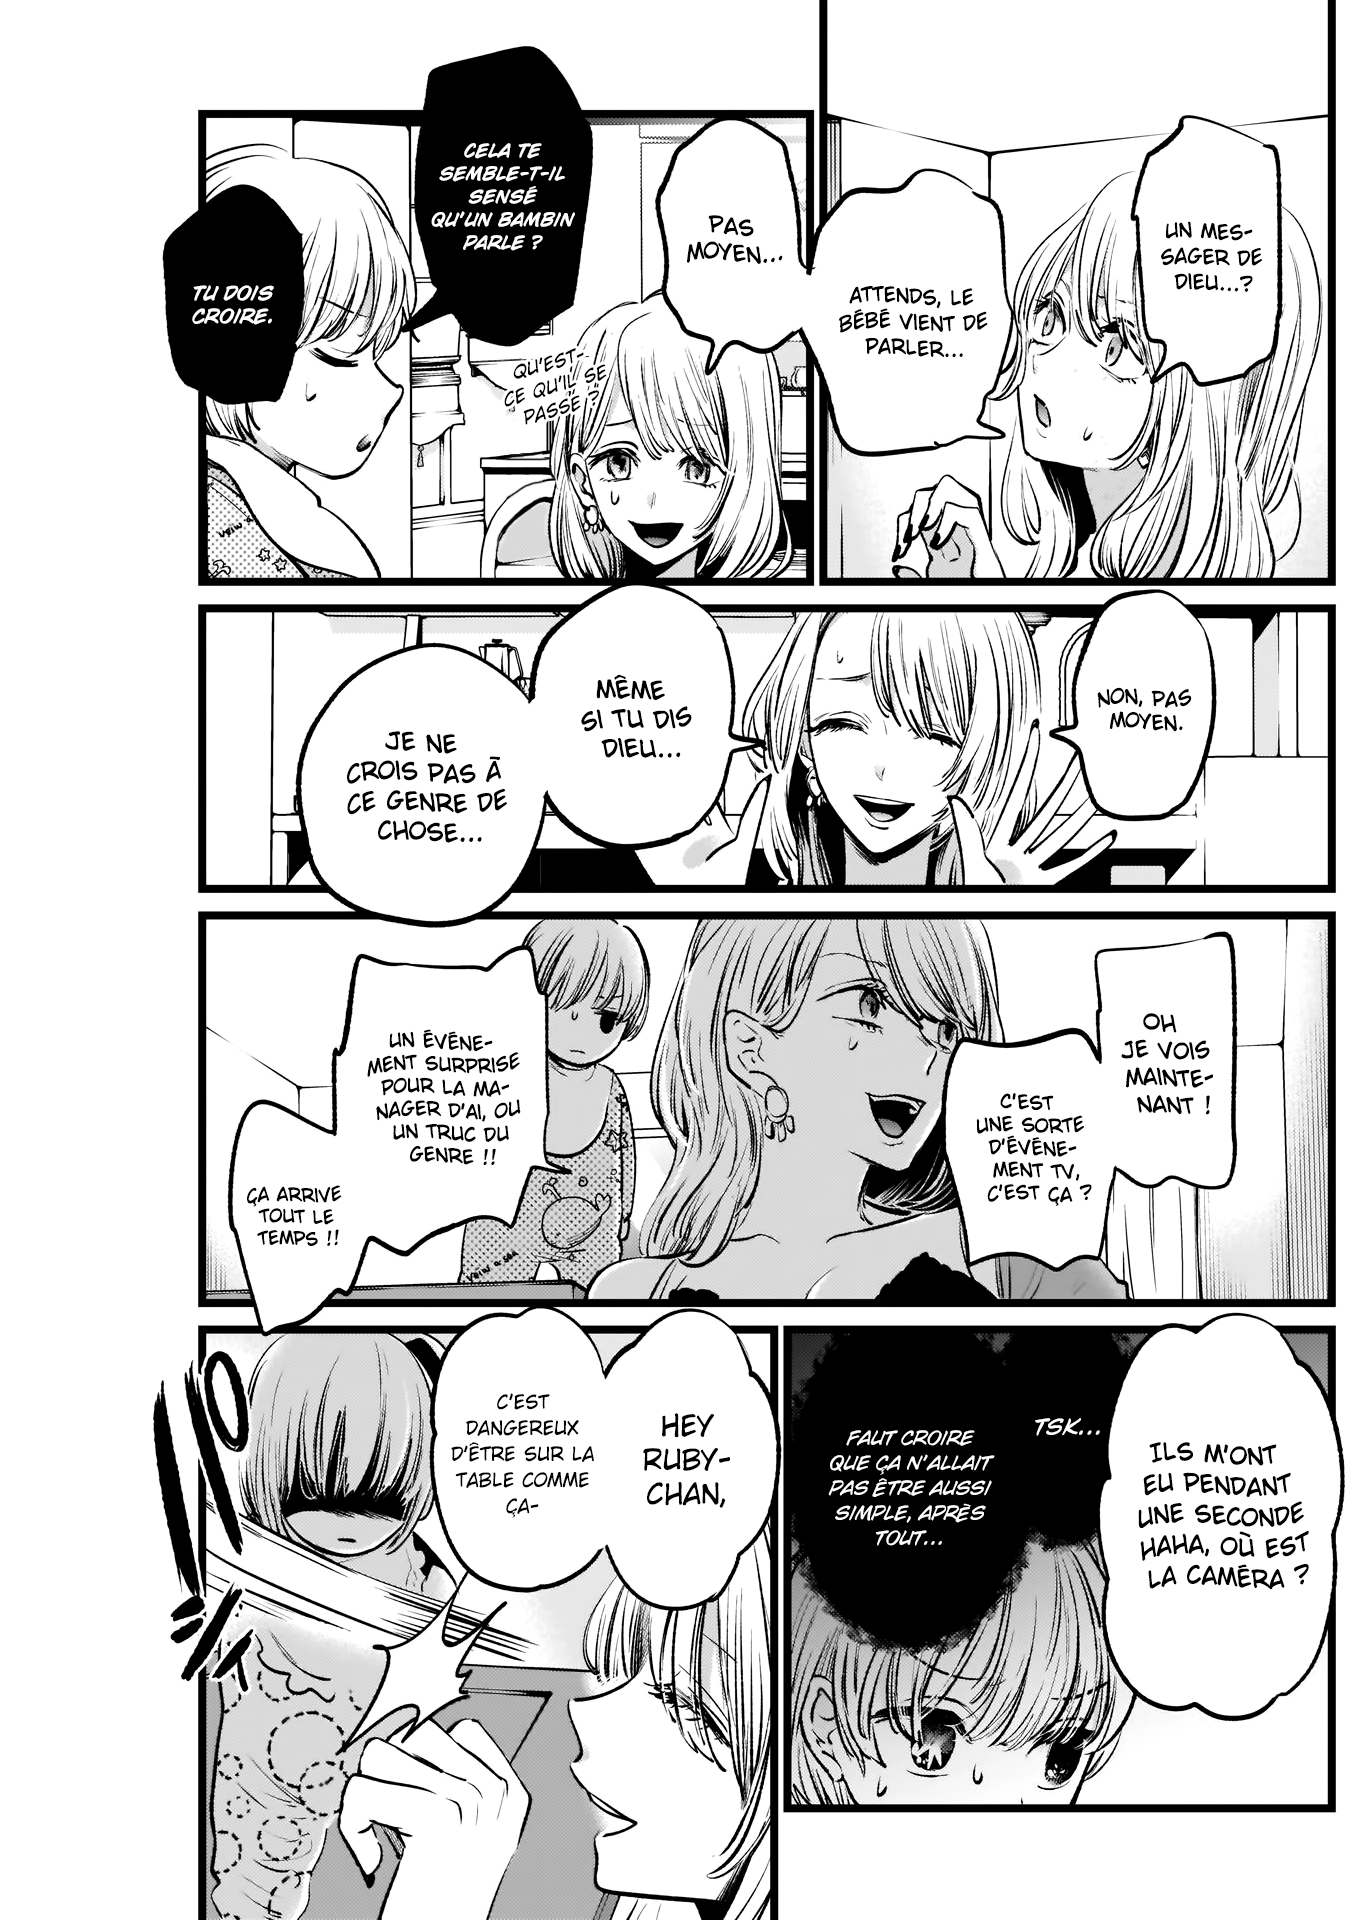 UN MES-
SAGER DE
DIEU...?
ATTENDS, LE
BÉBÉ VIENT DE
PARLER...
PAS
MOYEN...
QU'EST-
CE QU'IL SE
PASSE ?
CELA TE
SEMBLE-T-IL
SENSÉ
QU'UN BAMBIN
PARLE ?
TU DOIS
CROIRE.
NON, PAS
MOYEN.
MÊME
SI TU DIS
DIEU...
JE NE
CROIS PAS À
CE GENRE DE
CHOSE...
OH
JE VOIS
MAINTE-
NANT !
C'EST
UNE SORTE
D'ÉVÉNE-
MENT TV,
C'EST ÇA ?
UN ÉVÉNE-
MENT SURPRISE
POUR LA MA-
NAGER D'AI, OU
UN TRUC DU
GENRE !!
ÇA ARRIVE
TOUT LE
TEMPS !!
ILS M'ONT
EU PENDANT
UNE SECONDE
HAHA, OÙ EST
LA CAMÉRA ?
TSK...
FAUT CROIRE
QUE ÇA N'ALLAIT
PAS ÊTRE AUSSI
SIMPLE, APRÈS
TOUT...
HEY
RUBY-
CHAN,
C'EST
DANGEREUX
D'ÊTRE SUR LA
TABLE COMME
ÇA-